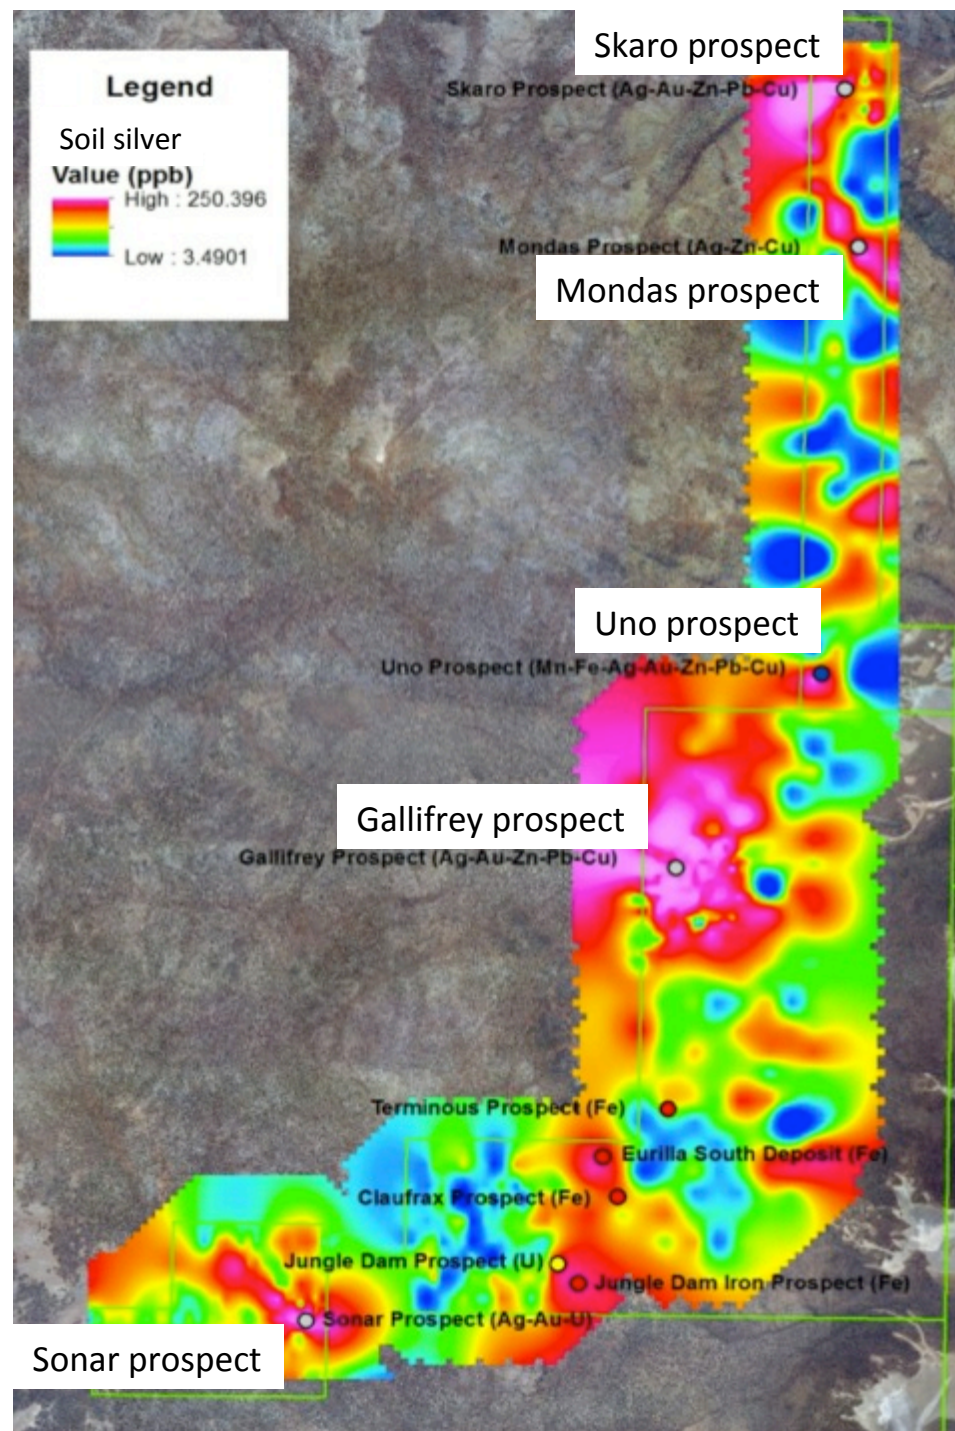 Skaro prospect
Skaro Prospect (Ag-Au-Zn-Pb-Cu)
Legend
Soil silver
Value (ppb)
High : 250.396
Low : 3.4901
Mondas Prospect (Ag-Zn-Cu)
Mondas prospect
Uno prospect
Uno Prospect (Mn-Fe-Ag-Au-Zn-Pb-Cu)
Gallifrey prospect
Gallifrey Prospect (Ag-Au-Zn-Pb-Cu)
Terminous Prospect (Fe)
Eurilla South Deposit (Fe)
Claufrax Prospect (Fe)
Jungle Dam Prospect (U)
Jungle Dam Iron Prospect (Fe)
Sonar Prospect (Ag-Au-U)
Sonar prospect